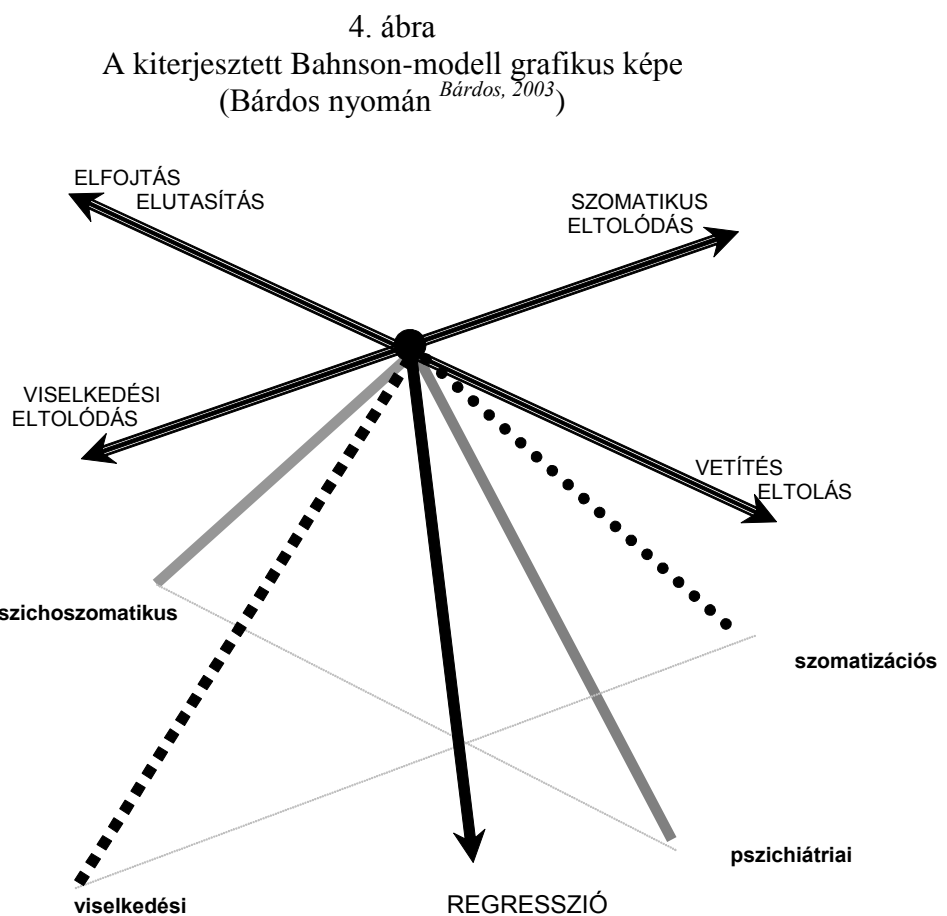 4. ábra
A kiterjesztett Bahnson-modell grafikus képe
(Bárdos nyomán Bárdos, 2003)
ELFOJTÁS
ELUTASÍTÁS
SZOMATIKUS
ELTOLÓDÁS
VISELKEDÉSI
ELTOLÓDÁS
VETÍTÉS
ELTOLÁS
szichoszomatikus
szomatizációs
pszichiátriai
viselkedési
REGRESSZIÓ